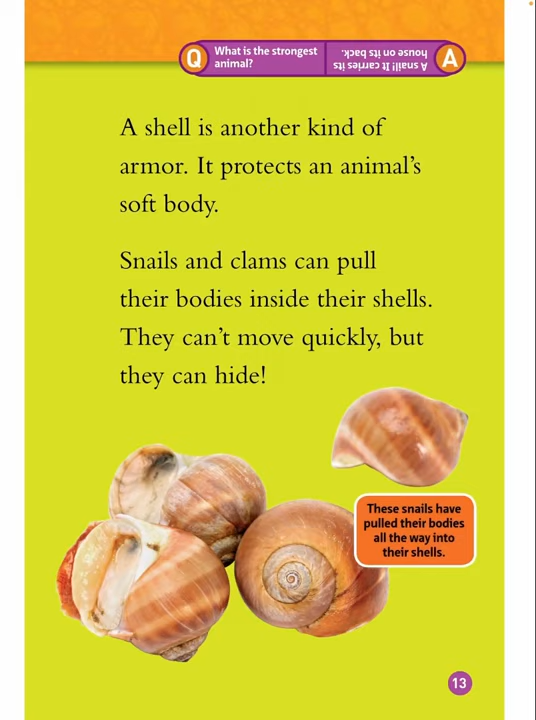 Q
What is the strongest
animal?
A snail! It carries its
house on its back.
A
A shell is another kind of
armor. It protects an animal's
soft body.
Snails and clams can pull
their bodies inside their shells.
They can't move quickly, but
they can hide!
These snails have
pulled their bodies
all the way into
their shells.
13